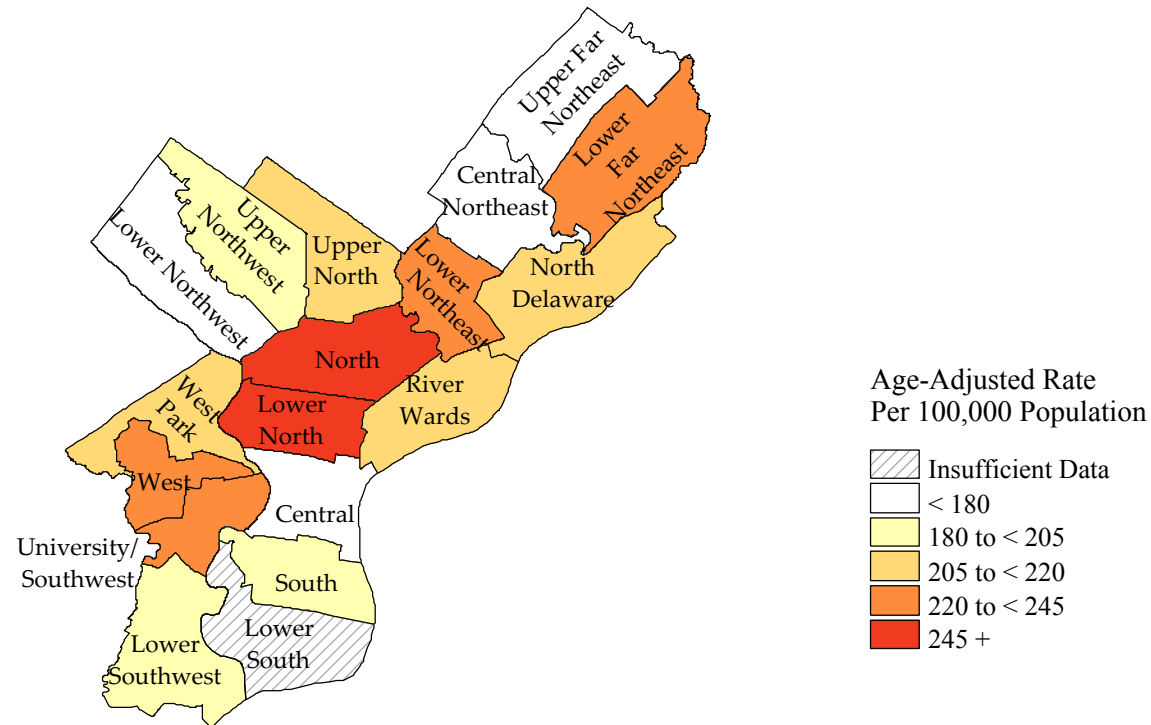 Upper Far
Northeast
Lower
Far
Northeast
Central
Northeast
Upper
Northwest
Lower Northwest
Upper
North
Lower
Northeast
North
Delaware
North
River
Wards
West
Park
Lower
North
West
Central
University/
Southwest
South
Lower
South
Lower
Southwest
Age-Adjusted Rate
Per 100,000 Population
Insufficient Data
< 180
180 to < 205
205 to < 220
220 to < 245
245 +